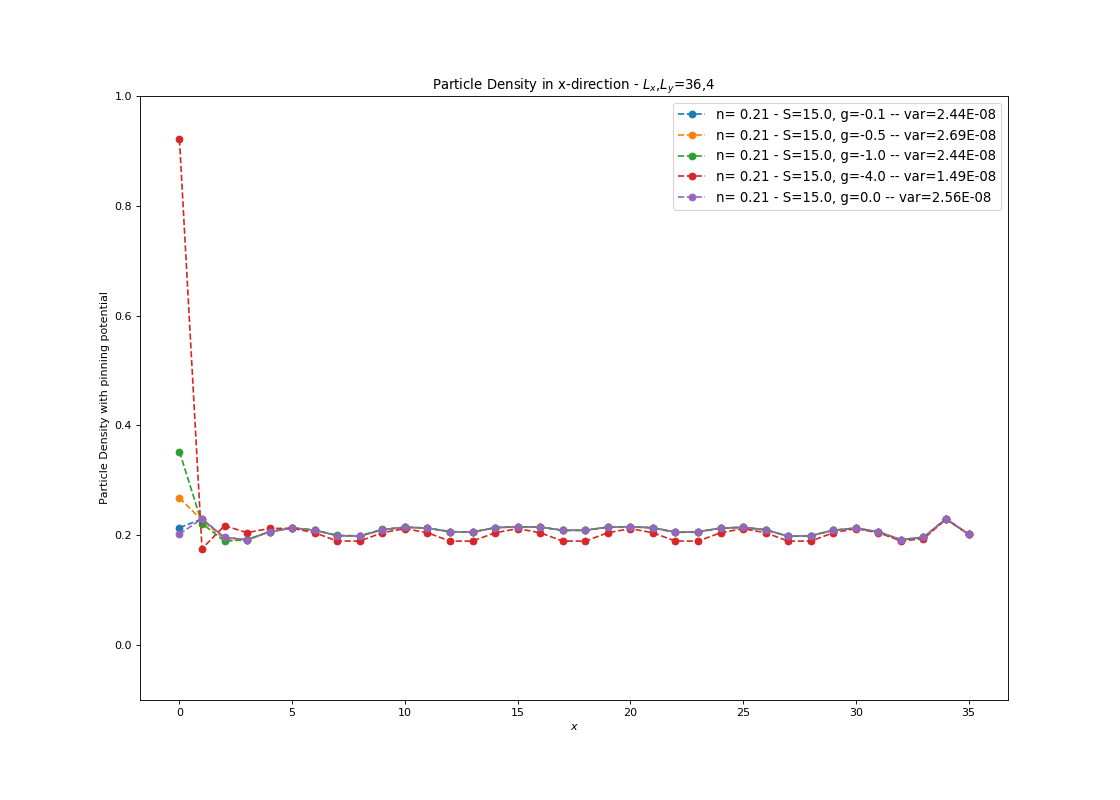 Particle Density in x-direction - $L_x$,$L_y$=36,4
n= 0.21 - S=15.0, g=-0.1 -- var=2.44E-08
n= 0.21 - S=15.0, g=-0.5 -- var=2.69E-08
n= 0.21 - S=15.0, g=-1.0 -- var=2.44E-08
n= 0.21 - S=15.0, g=-4.0 -- var=1.49E-08
n= 0.21 - S=15.0, g=0.0 -- var=2.56E-08
Particle Density with pinning potential
1.0
0.8
0.6
0.4
0.2
0.0
0 5 10 15 20 25 30 35
x